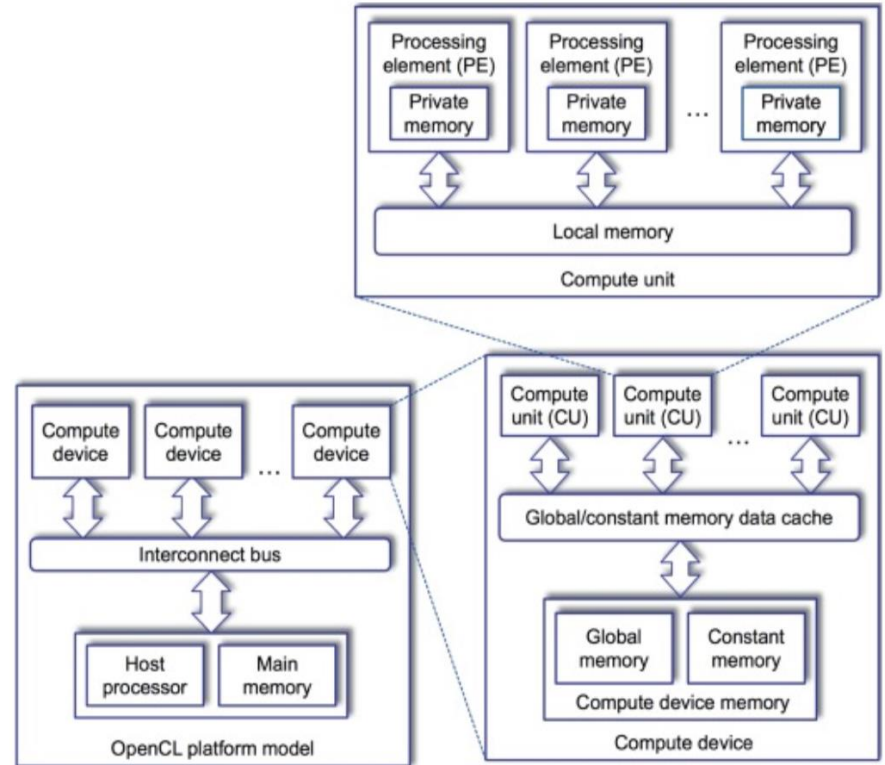 Processing
element (PE)
Private
memory
Processing
element (PE)
Private
memory
...
Processing
element (PE)
Private
memory
Local memory
Compute unit
Compute
device
Compute
device
...
Compute
device
Interconnect bus
Host
processor
Main
memory
OpenCL platform model
Compute
unit (CU)
Compute
unit (CU)
...
Compute
unit (CU)
Global/constant memory data cache
Global
memory
Constant
memory
Compute device memory
Compute device